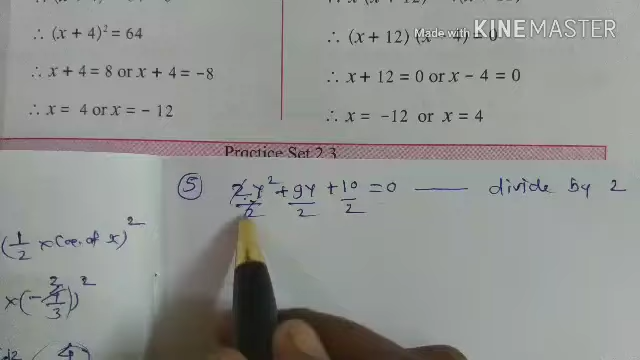 Made with KINEMASTER
∴ (x + 4)² = 64
∴ (x + 12) (x − 4) = 0
∴ x + 4 = 8 or x + 4 = −8
∴ x + 12 = 0 or x − 4 = 0
∴ x = 4 or x = − 12
∴ x = −12 or x = 4
Practice Set 2.3
(5) 2y²/2 + 9y/2 + 10/2 = 0 —— divide by 2
(1/2 × Coe. of x)²